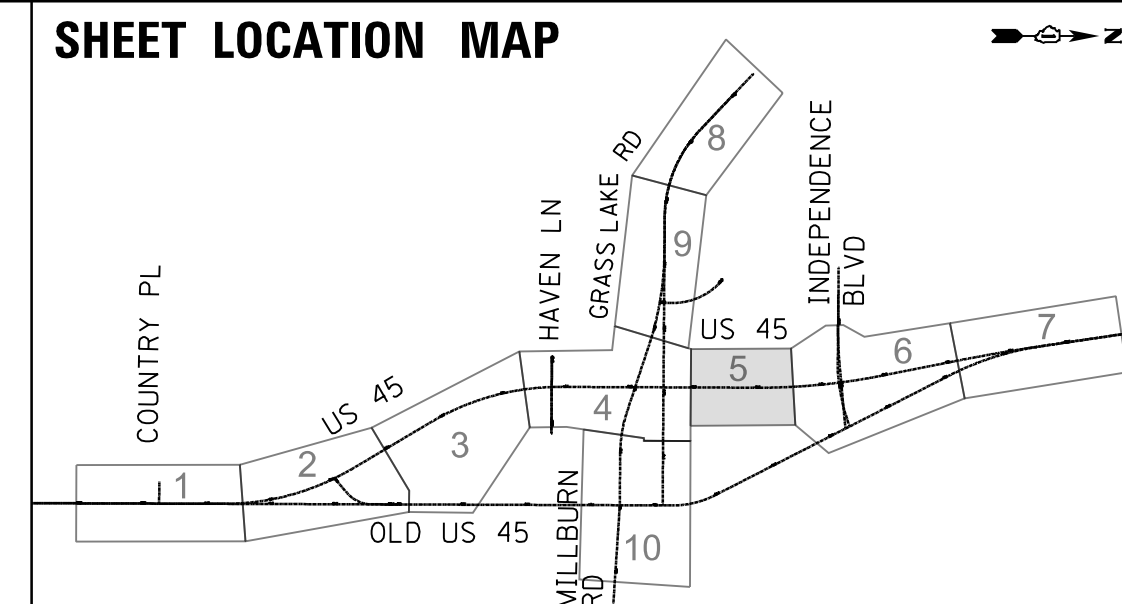 SHEET LOCATION MAP
N
COUNTRY PL
US 45
HAVEN LN
GRASS LAKE RD
INDEPENDENCE
BLVD
US 45
OLD US 45
MILLBURN
RD
1
2
3
4
5
6
7
8
9
10